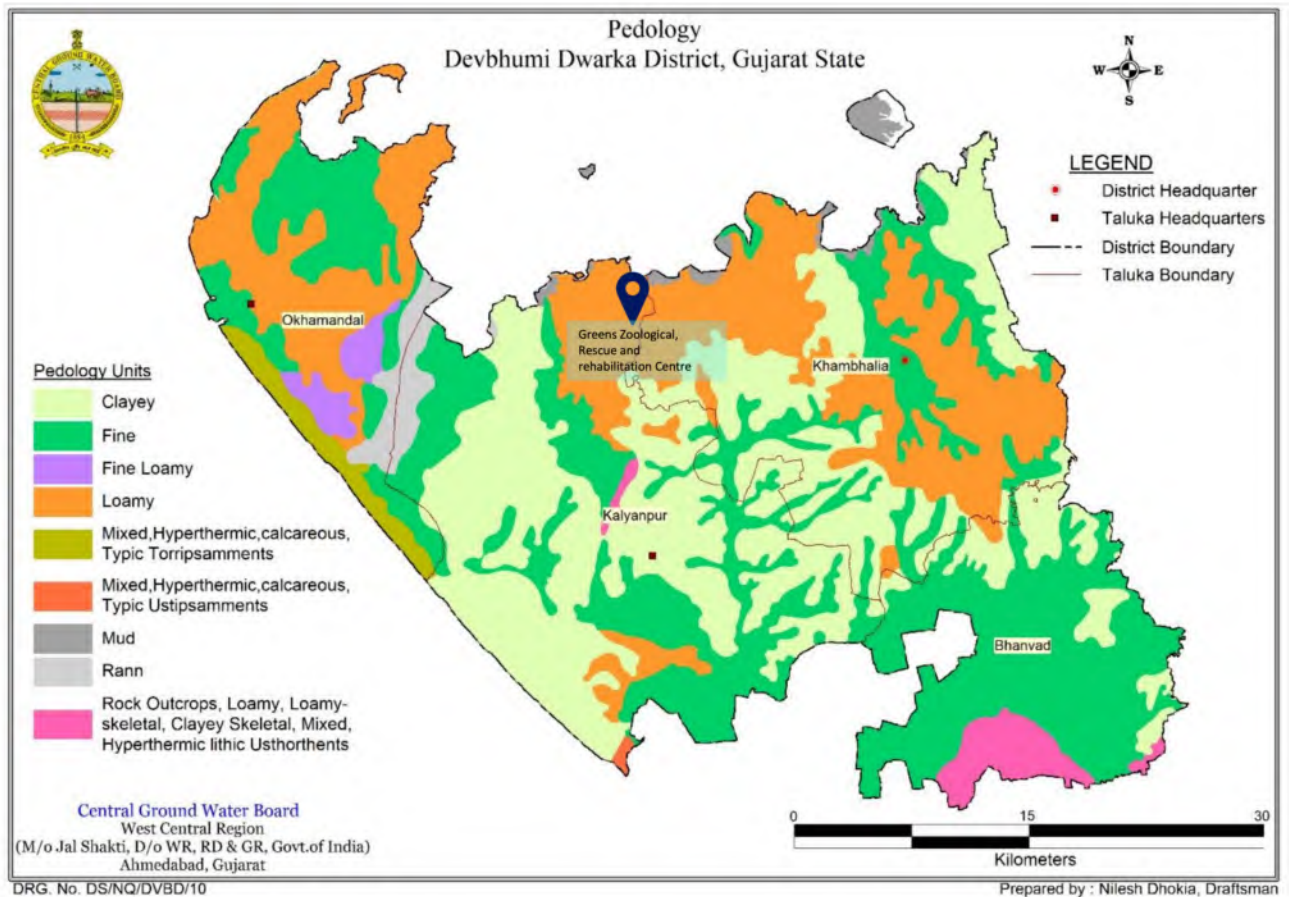 Pedology
Devbhumi Dwarka District, Gujarat State
CENTRAL GROUND WATER BOARD
N
W E
S
LEGEND
District Headquarter
Taluka Headquarters
District Boundary
Taluka Boundary
Okhamandal
Greens Zoological,
Rescue and
rehabilitation Centre
Khambhalia
Kalyanpur
Bhanvad
Pedology Units
Clayey
Fine
Fine Loamy
Loamy
Mixed,Hyperthermic,calcareous,
Typic Torripsamments
Mixed,Hyperthermic,calcareous,
Typic Ustipsamments
Mud
Rann
Rock Outcrops, Loamy, Loamy-
skeletal, Clayey Skeletal, Mixed,
Hyperthermic lithic Usthorthents
Central Ground Water Board
West Central Region
(M/o Jal Shakti, D/o WR, RD & GR, Govt.of India)
Ahmedabad, Gujarat
0 15 30
Kilometers
DRG. No. DS/NQ/DVBD/10
Prepared by : Nilesh Dhokia, Draftsman